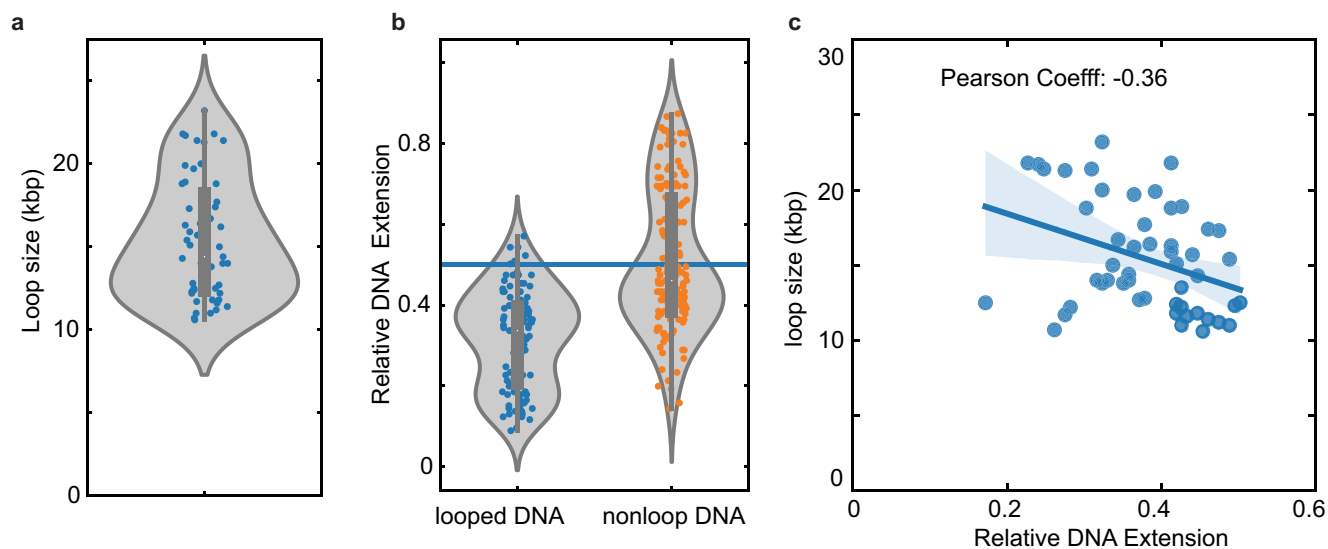 a
Loop size (kbp)
20
10
0
b
Relative DNA Extension
0.8
0.4
0
looped DNA
nonloop DNA
c
Pearson Coefff: -0.36
loop size (kbp)
30
20
10
0
0
0.2
0.4
0.6
Relative DNA Extension